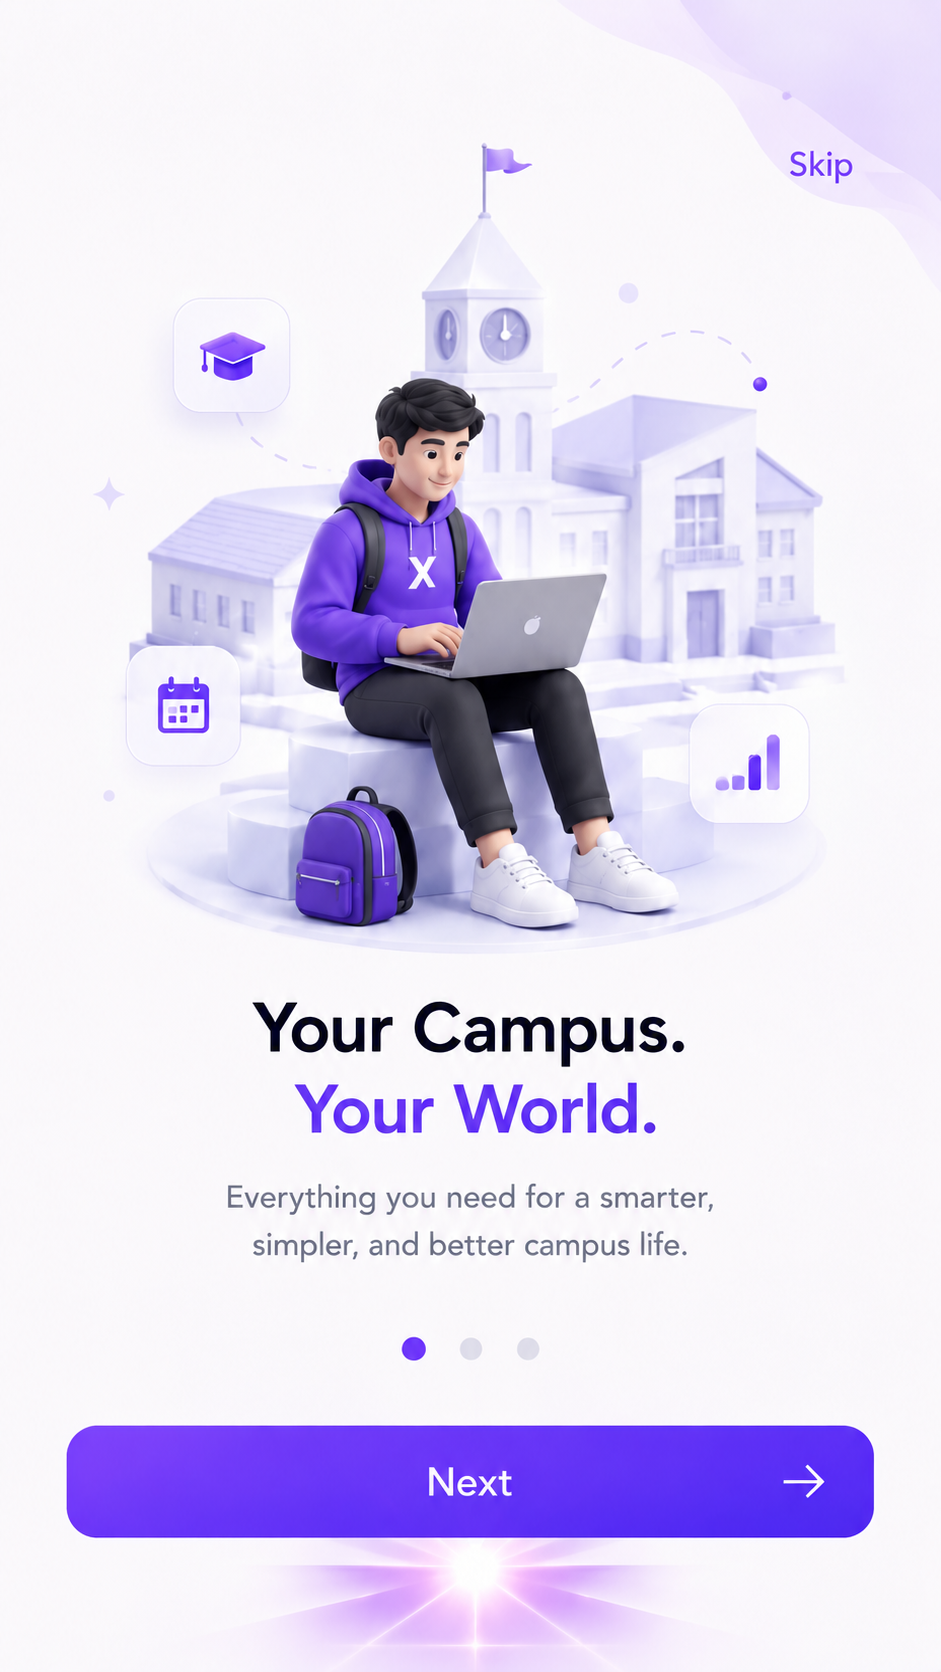 Skip
X
Your Campus.
Your World.
Everything you need for a smarter,
simpler, and better campus life.
Next